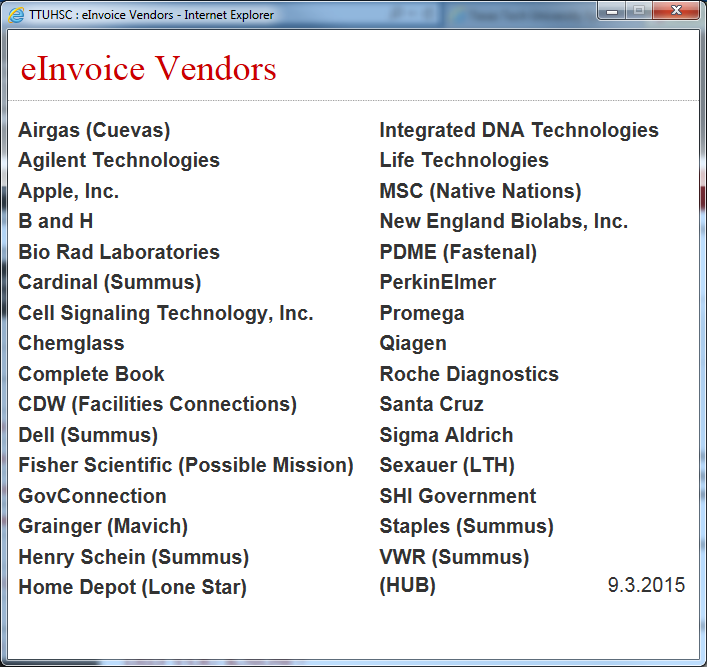 TTUHSC : eInvoice Vendors - Internet Explorer
eInvoice Vendors
Airgas (Cuevas)
Agilent Technologies
Apple, Inc.
B and H
Bio Rad Laboratories
Cardinal (Summus)
Cell Signaling Technology, Inc.
Chemglass
Complete Book
CDW (Facilities Connections)
Dell (Summus)
Fisher Scientific (Possible Mission)
GovConnection
Grainger (Mavich)
Henry Schein (Summus)
Home Depot (Lone Star)
Integrated DNA Technologies
Life Technologies
MSC (Native Nations)
New England Biolabs, Inc.
PDME (Fastenal)
PerkinElmer
Promega
Qiagen
Roche Diagnostics
Santa Cruz
Sigma Aldrich
Sexauer (LTH)
SHI Government
Staples (Summus)
VWR (Summus)
(HUB) 9.3.2015